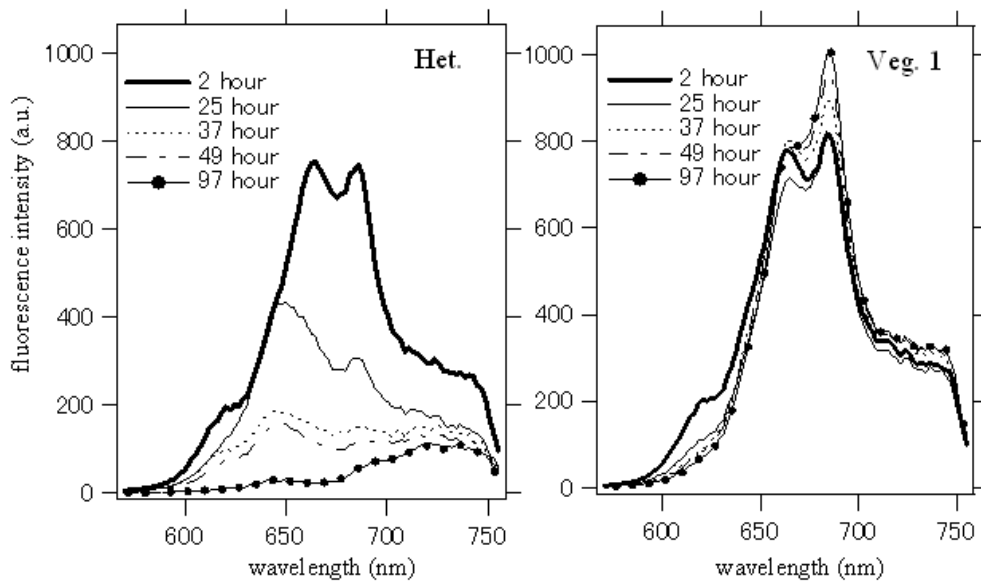 Het.
1000
800
600
400
200
0
2 hour
25 hour
37 hour
49 hour
97 hour
fluorescence intensity (a.u.)
600 650 700 750
wavelength (nm)
Veg. 1
1000
800
600
400
200
0
2 hour
25 hour
37 hour
49 hour
97 hour
600 650 700 750
wavelength (nm)